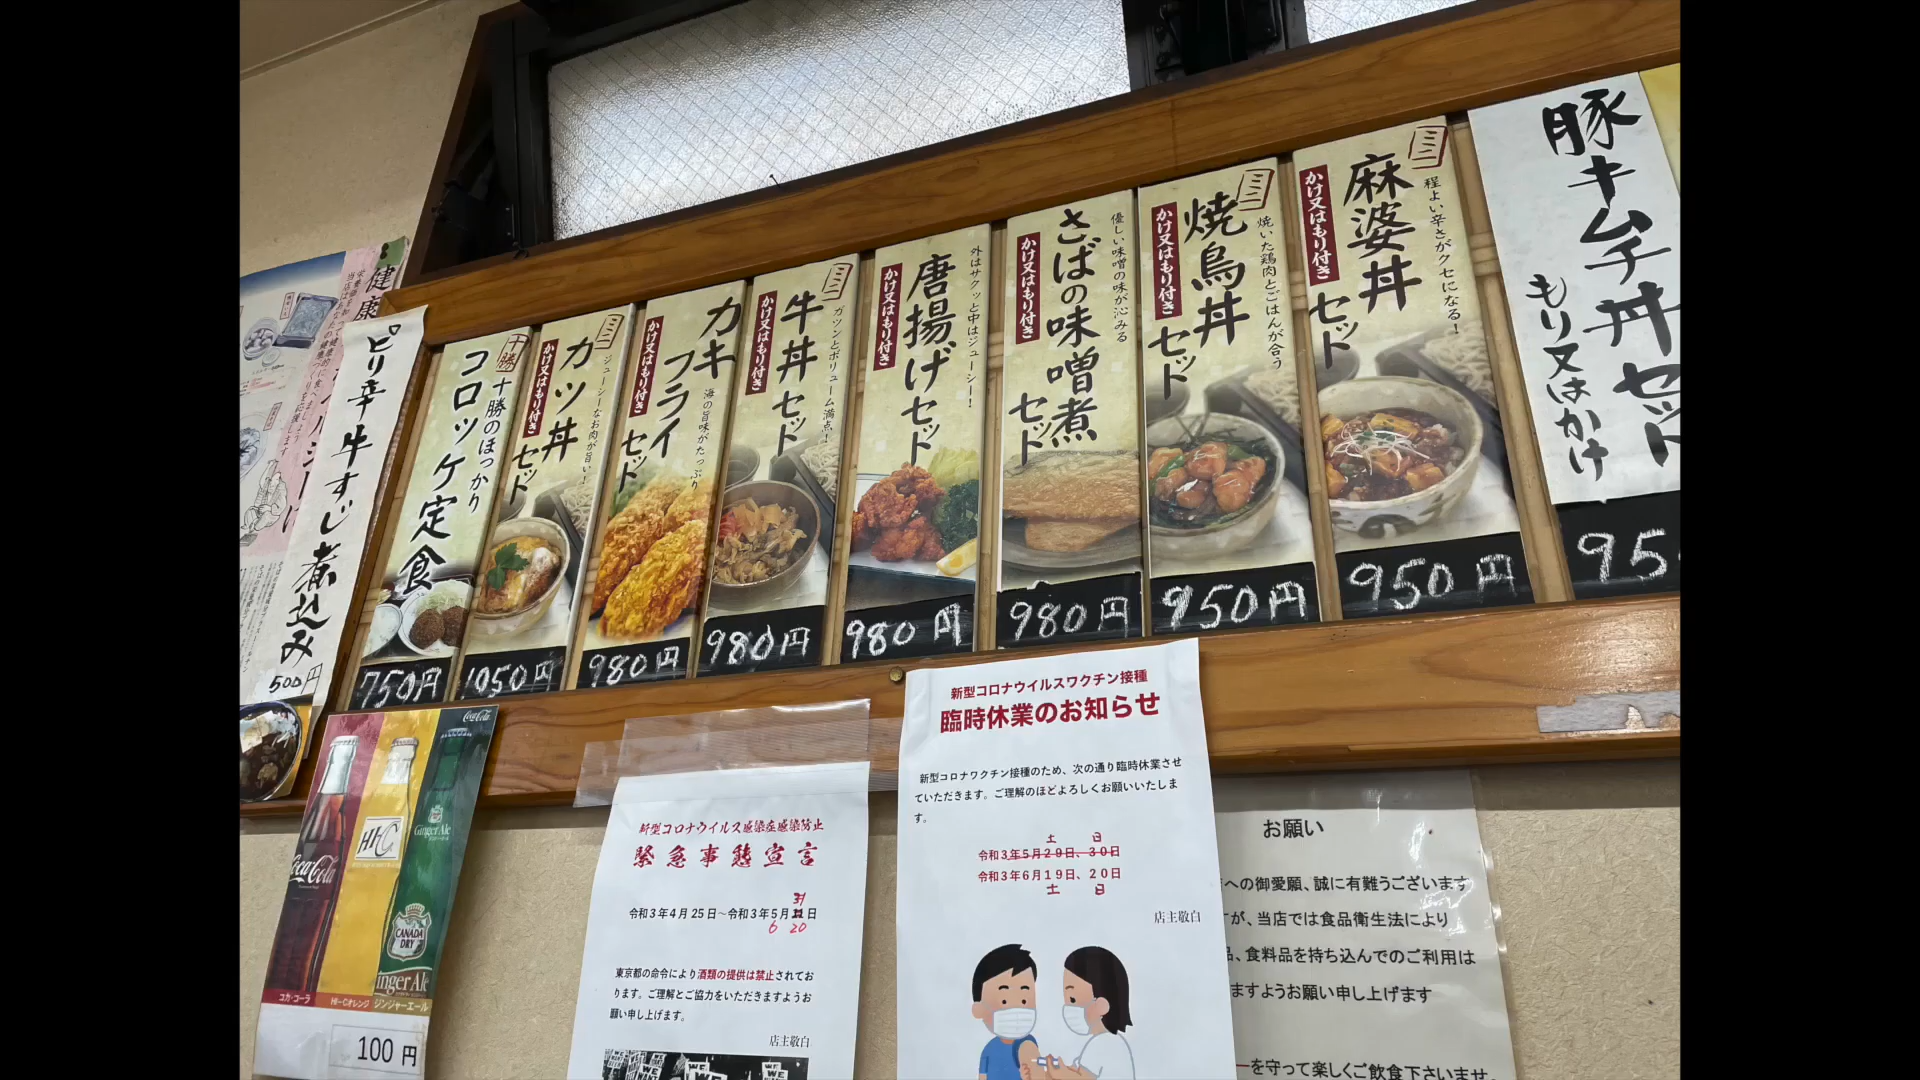 健康
ピリ辛牛すじ煮込み
500円
十勝
十勝のほっかり
コロッケ定食
750円
ミニ
ジューシーなお肉が旨い!
カツ丼セット
かけ又はもり付き
1050円
カキフライセット
海の旨味がたっぷり
かけ又はもり付き
980円
ミニ
ガツンとボリューム満点!
牛丼セット
かけ又はもり付き
980円
外はサクッと中はジューシー!
唐揚げセット
かけ又はもり付き
980円
優しい味噌の味が沁みる
さばの味噌煮セット
かけ又はもり付き
980円
ミニ
焼いた鶏肉とごはんが合う
焼鳥丼セット
かけ又はもり付き
950円
ミニ
程よい辛さがクセになる!
麻婆丼セット
かけ又はもり付き
950円
豚キムチ丼セット
もり又はかけ
95
Coca-Cola
Coca-Cola
Hi-C
Ginger Ale
CANADA DRY
Ginger Ale
コカ・コーラ
Hi-Cオレンジ
ジンジャーエール
100円
新型コロナウイルス感染症感染防止
緊急事態宣言
31
令和3年4月25日~令和3年5月11日
6 20
東京都の命令により酒類の提供は禁止されてお
ります。ご理解とご協力をいただきますようお
願い申し上げます。
店主敬白
WE WANT
新型コロナウイルスワクチン接種
臨時休業のお知らせ
新型コロナワクチン接種のため、次の通り臨時休業させ
ていただきます。ご理解のほどよろしくお願いいたしま
す。
土 日
令和3年5月29日、30日
令和3年6月19日、20日
土 日
店主敬白
お願い
への御愛願、誠に有難うございます
が、当店では食品衛生法により
品、食料品を持ち込んでのご利用は
ますようお願い申し上げます
ーを守って楽しくご飲食下さいませ。